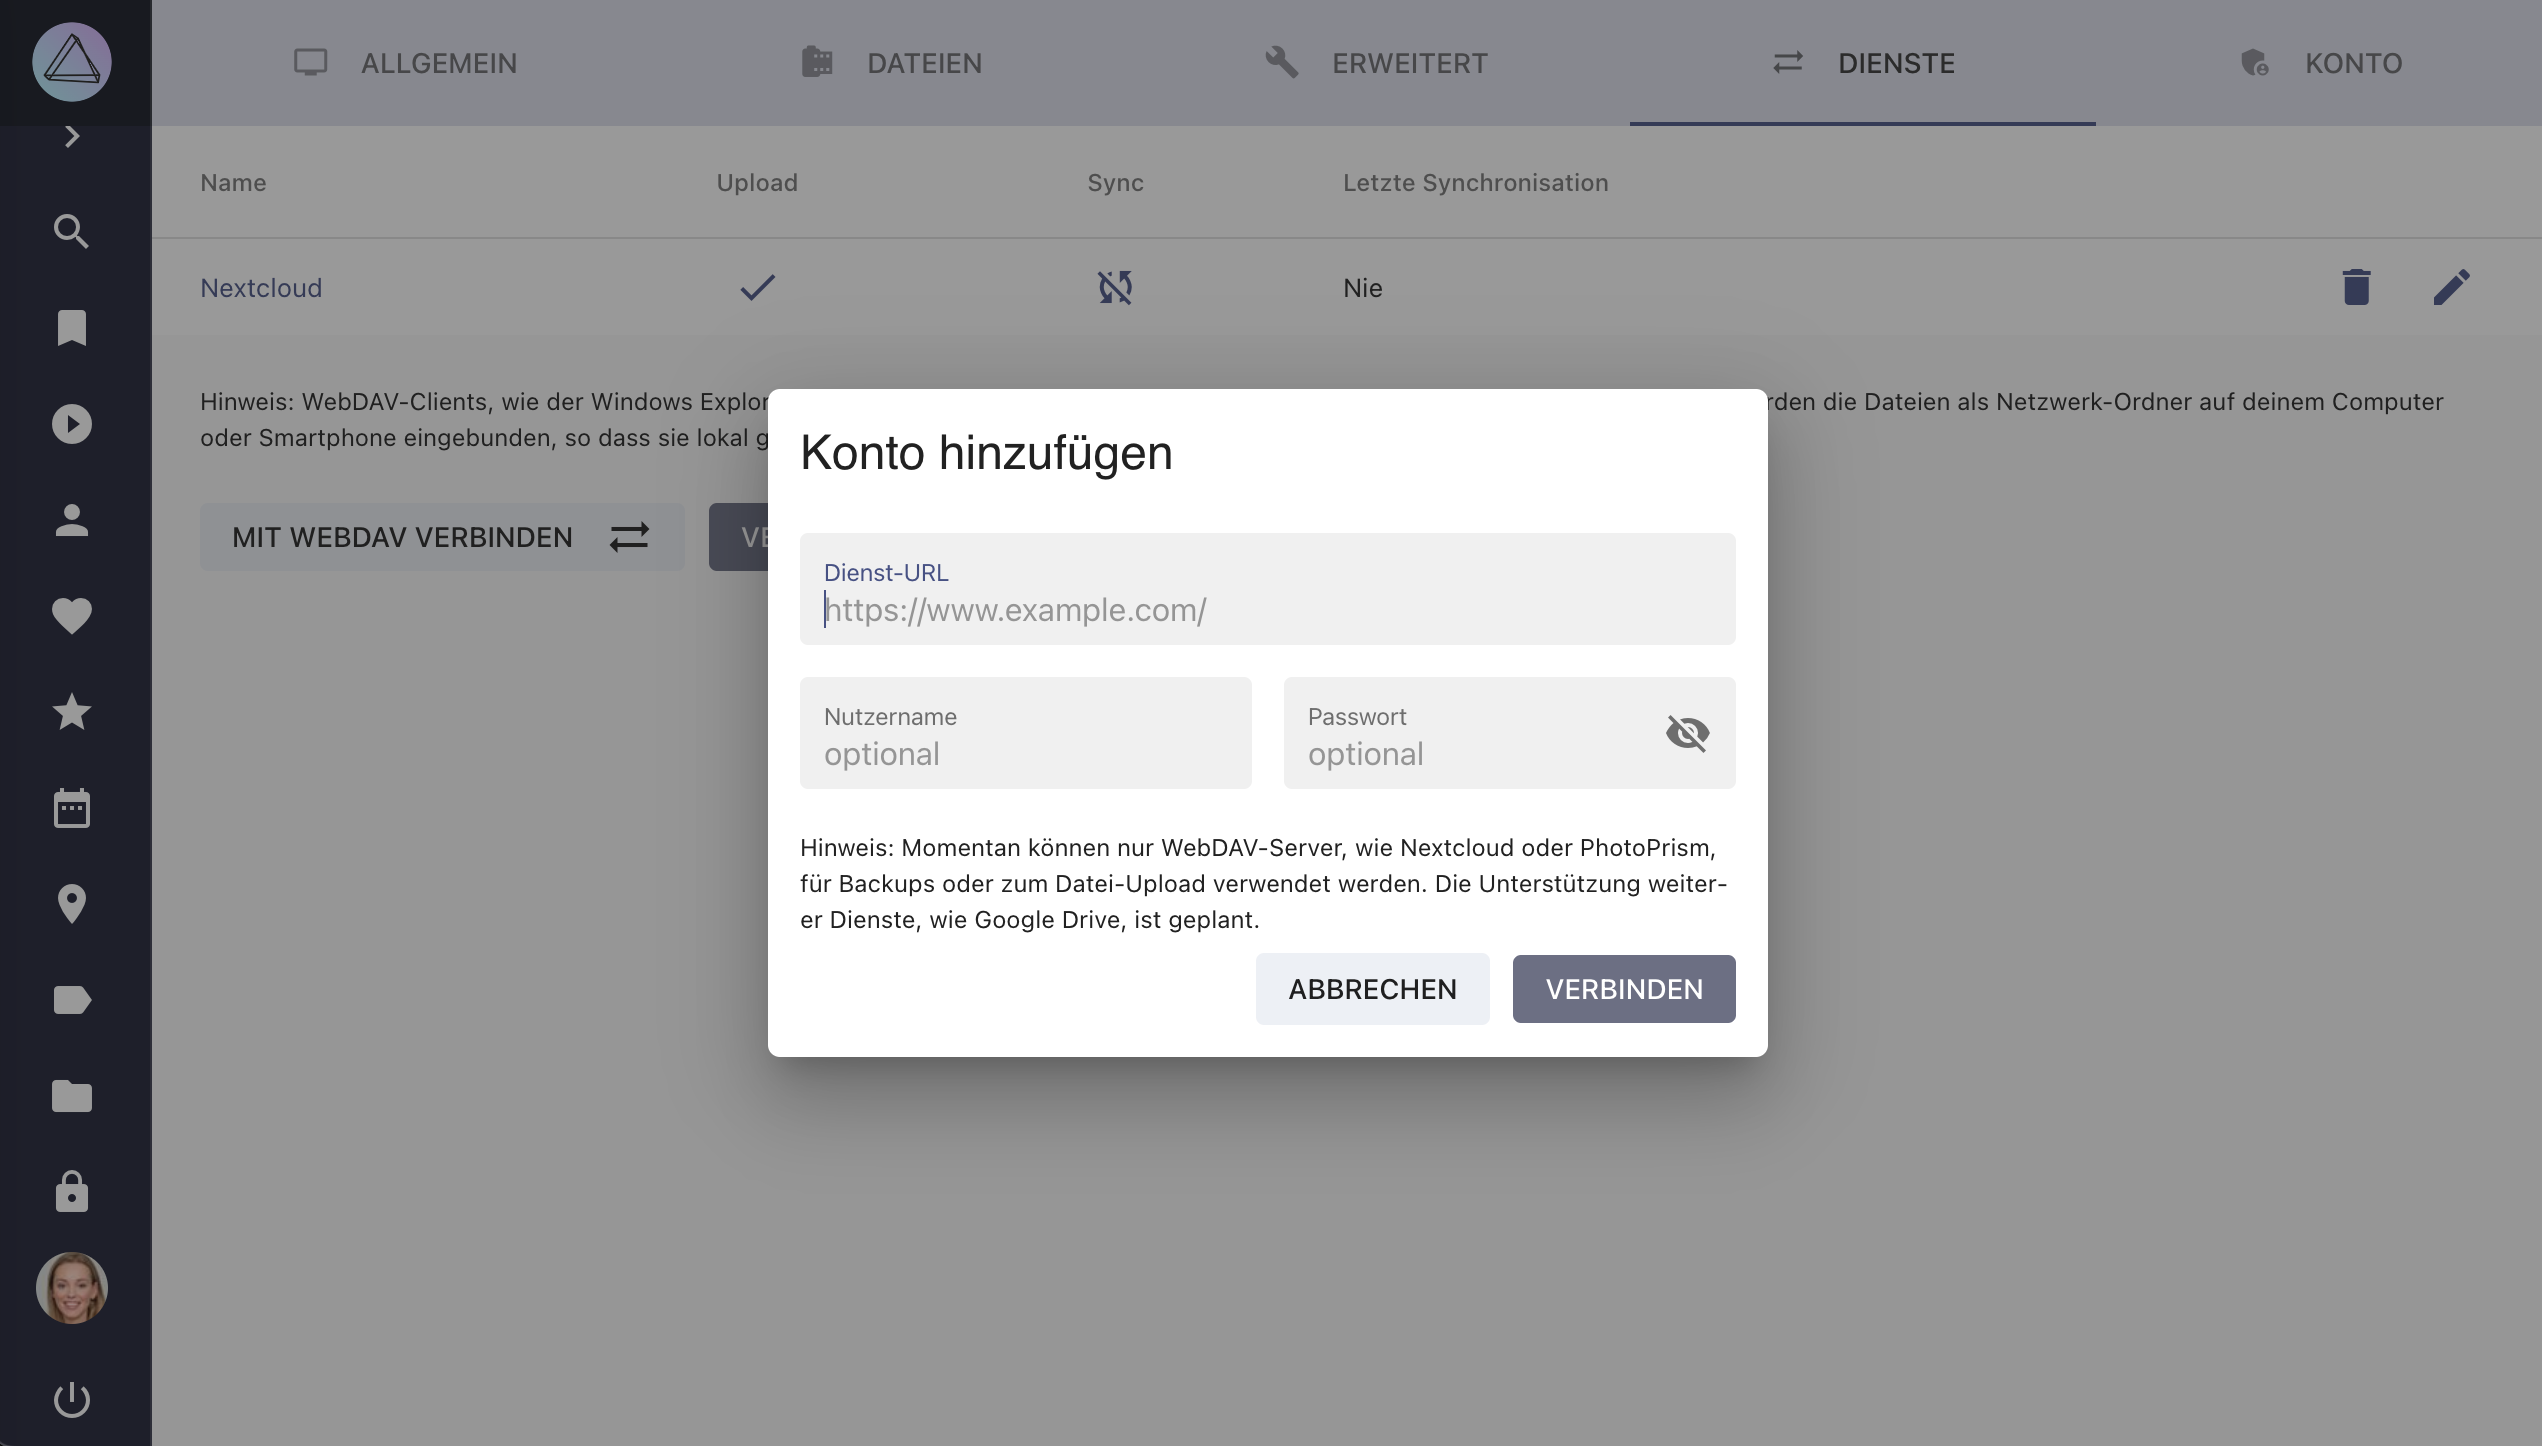 ALLGEMEIN
DATEIEN
ERWEITERT
DIENSTE
KONTO
Name
Upload
Sync
Letzte Synchronisation
Nextcloud
Nie
Hinweis: WebDAV-Clients, wie der Windows Explor
rden die Dateien als Netzwerk-Ordner auf deinem Computer
oder Smartphone eingebunden, so dass sie lokal g
MIT WEBDAV VERBINDEN
VE
Konto hinzufügen
Dienst-URL
https://www.example.com/
Nutzername
optional
Passwort
optional
Hinweis: Momentan können nur WebDAV-Server, wie Nextcloud oder PhotoPrism,
für Backups oder zum Datei-Upload verwendet werden. Die Unterstützung weiter-
er Dienste, wie Google Drive, ist geplant.
ABBRECHEN
VERBINDEN